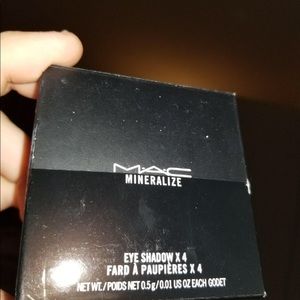 MAC
MINERALIZE
EYE SHADOW X 4
FARD À PAUPIÈRES X 4
NET WT./POIDS NET 0.5g/0.01 US OZ EACH GODET